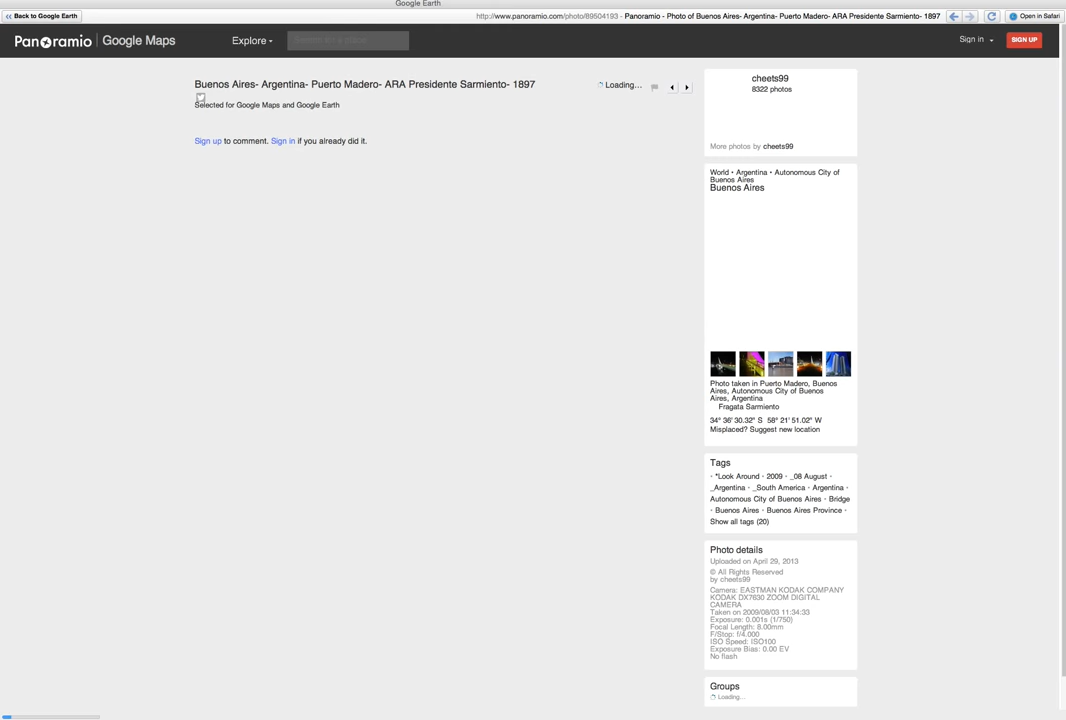 Google Earth
Back to Google Earth
http://www.panoramio.com/photo/89504193 - Panoramio - Photo of Buenos Aires- Argentina- Puerto Madero- ARA Presidente Sarmiento- 1897
Open in Safari
Panoramio Google Maps
Explore
Sign in
SIGN UP
Buenos Aires- Argentina- Puerto Madero- ARA Presidente Sarmiento- 1897
Loading...
Selected for Google Maps and Google Earth
Sign up to comment. Sign in if you already did it.
cheets99
8322 photos
More photos by cheets99
World • Argentina • Autonomous City of
Buenos Aires
Buenos Aires
Photo taken in Puerto Madero, Buenos
Aires, Autonomous City of Buenos
Aires, Argentina
Fragata Sarmiento
34° 36' 30.32" S 58° 21' 51.02" W
Misplaced? Suggest new location
Tags
· *Look Around · 2009 · _08 August ·
_Argentina · _South America · Argentina ·
Autonomous City of Buenos Aires · Bridge
· Buenos Aires · Buenos Aires Province ·
Show all tags (20)
Photo details
Uploaded on April 29, 2013
© All Rights Reserved
by cheets99
Camera: EASTMAN KODAK COMPANY
KODAK DX7630 ZOOM DIGITAL
CAMERA
Taken on 2009/08/03 11:34:33
Exposure: 0.001s (1/750)
Focal Length: 8.00mm
F/Stop: f/4.000
ISO Speed: ISO100
Exposure Bias: 0.00 EV
No flash
Groups
Loading...